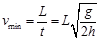 v_min = L/t = L√(g/2h)